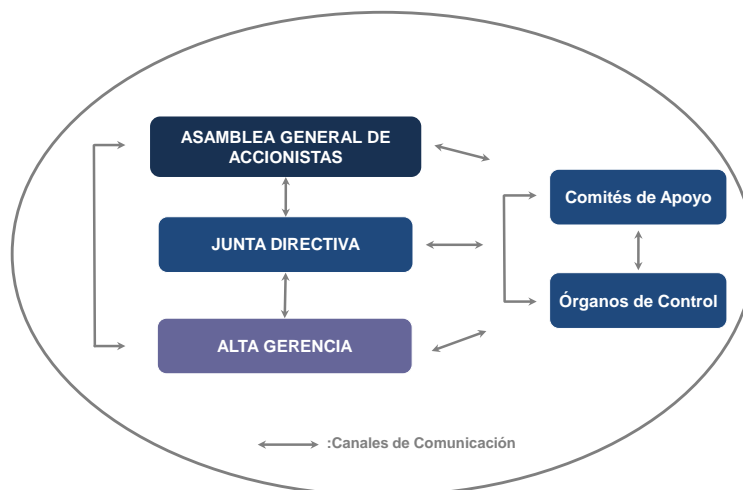 ASAMBLEA GENERAL DE
ACCIONISTAS
JUNTA DIRECTIVA
ALTA GERENCIA
Comités de Apoyo
Órganos de Control
:Canales de Comunicación